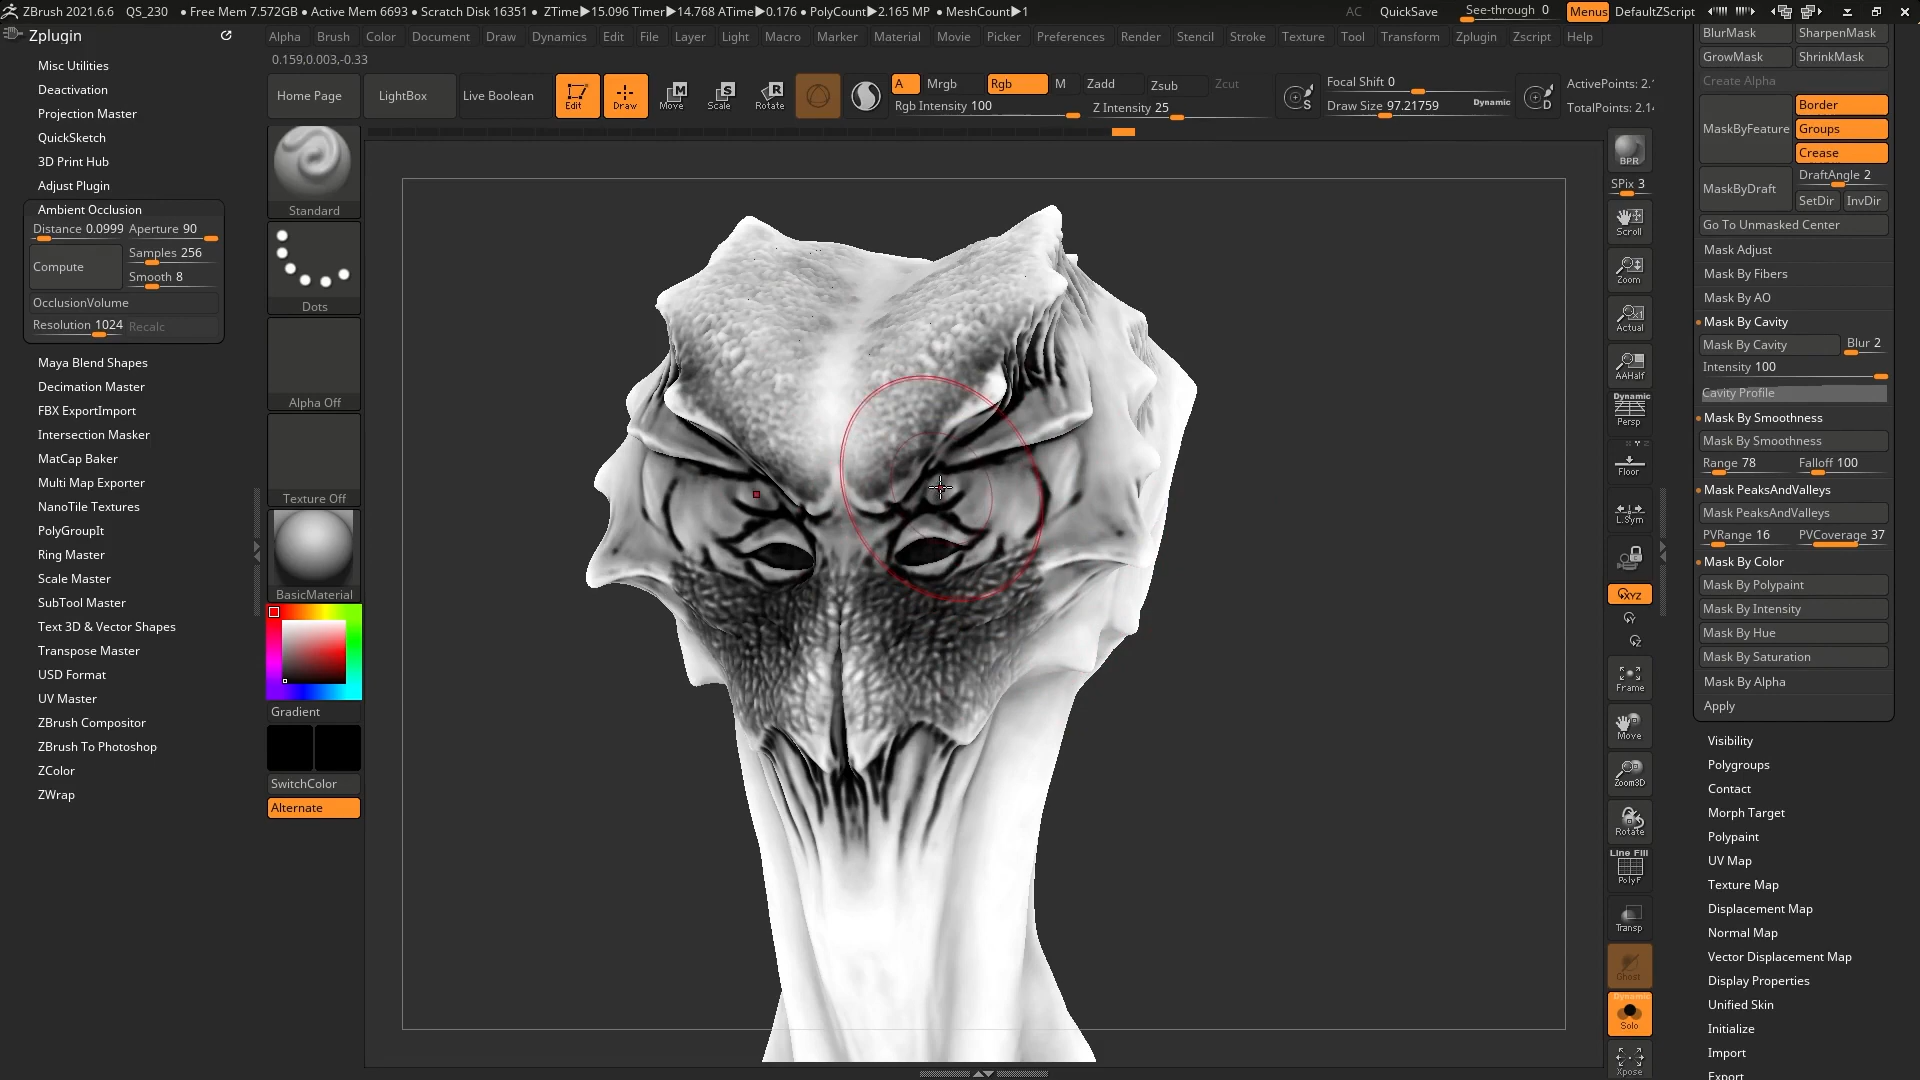 ZBrush 2021.6.6 QS_230 • Free Mem 7.572GB • Active Mem 6693 • Scratch Disk 16351 • ZTime▶15.096 Timer▶14.768 ATime▶0.176 • PolyCount▶2.165 MP • MeshCount▶1 AC QuickSave See-through 0 Menus DefaultZScript
Zplugin
Alpha Brush Color Document Draw Dynamics Edit File Layer Light Macro Marker Material Movie Picker Preferences Render Stencil Stroke Texture Tool Transform Zplugin Zscript Help
0.159,0.003,-0.33
Home Page
LightBox
Live Boolean
Edit
Draw
Move
Scale
Rotate
A Mrgb Rgb M Zadd Zsub Zcut
Rgb Intensity 100
Z Intensity 25
S
Focal Shift 0
Draw Size 97.21759 Dynamic
D
ActivePoints: 2.
TotalPoints: 2.1
Misc Utilities
Deactivation
Projection Master
QuickSketch
3D Print Hub
Adjust Plugin
Ambient Occlusion
Distance 0.0999 Aperture 90
Compute
Samples 256
Smooth 8
OcclusionVolume
Resolution 1024 Recalc
Maya Blend Shapes
Decimation Master
FBX ExportImport
Intersection Masker
MatCap Baker
Multi Map Exporter
NanoTile Textures
PolyGroupIt
Ring Master
Scale Master
SubTool Master
Text 3D & Vector Shapes
Transpose Master
USD Format
UV Master
ZBrush Compositor
ZBrush To Photoshop
ZColor
ZWrap
Standard
Dots
Alpha Off
Texture Off
BasicMaterial
Gradient
SwitchColor
Alternate
BPR
SPix 3
Scroll
Zoom
Actual
AAHalf
Dynamic
Persp
Floor
L.Sym
XYZ
Y
Z
Frame
Move
Zoom3D
Rotate
Line Fill
PolyF
Transp
Ghost
Dynamic
Solo
Xpose
BlurMask SharpenMask
GrowMask ShrinkMask
Create Alpha
MaskByFeature
Border
Groups
Crease
MaskByDraft
DraftAngle 2
SetDir InvDir
Go To Unmasked Center
Mask Adjust
Mask By Fibers
Mask By AO
Mask By Cavity
Mask By Cavity Blur 2
Intensity 100
Cavity Profile
Mask By Smoothness
Mask By Smoothness
Range 78 Falloff 100
Mask PeaksAndValleys
Mask PeaksAndValleys
PVRange 16 PVCoverage 37
Mask By Color
Mask By Polypaint
Mask By Intensity
Mask By Hue
Mask By Saturation
Mask By Alpha
Apply
Visibility
Polygroups
Contact
Morph Target
Polypaint
UV Map
Texture Map
Displacement Map
Normal Map
Vector Displacement Map
Display Properties
Unified Skin
Initialize
Import
Export